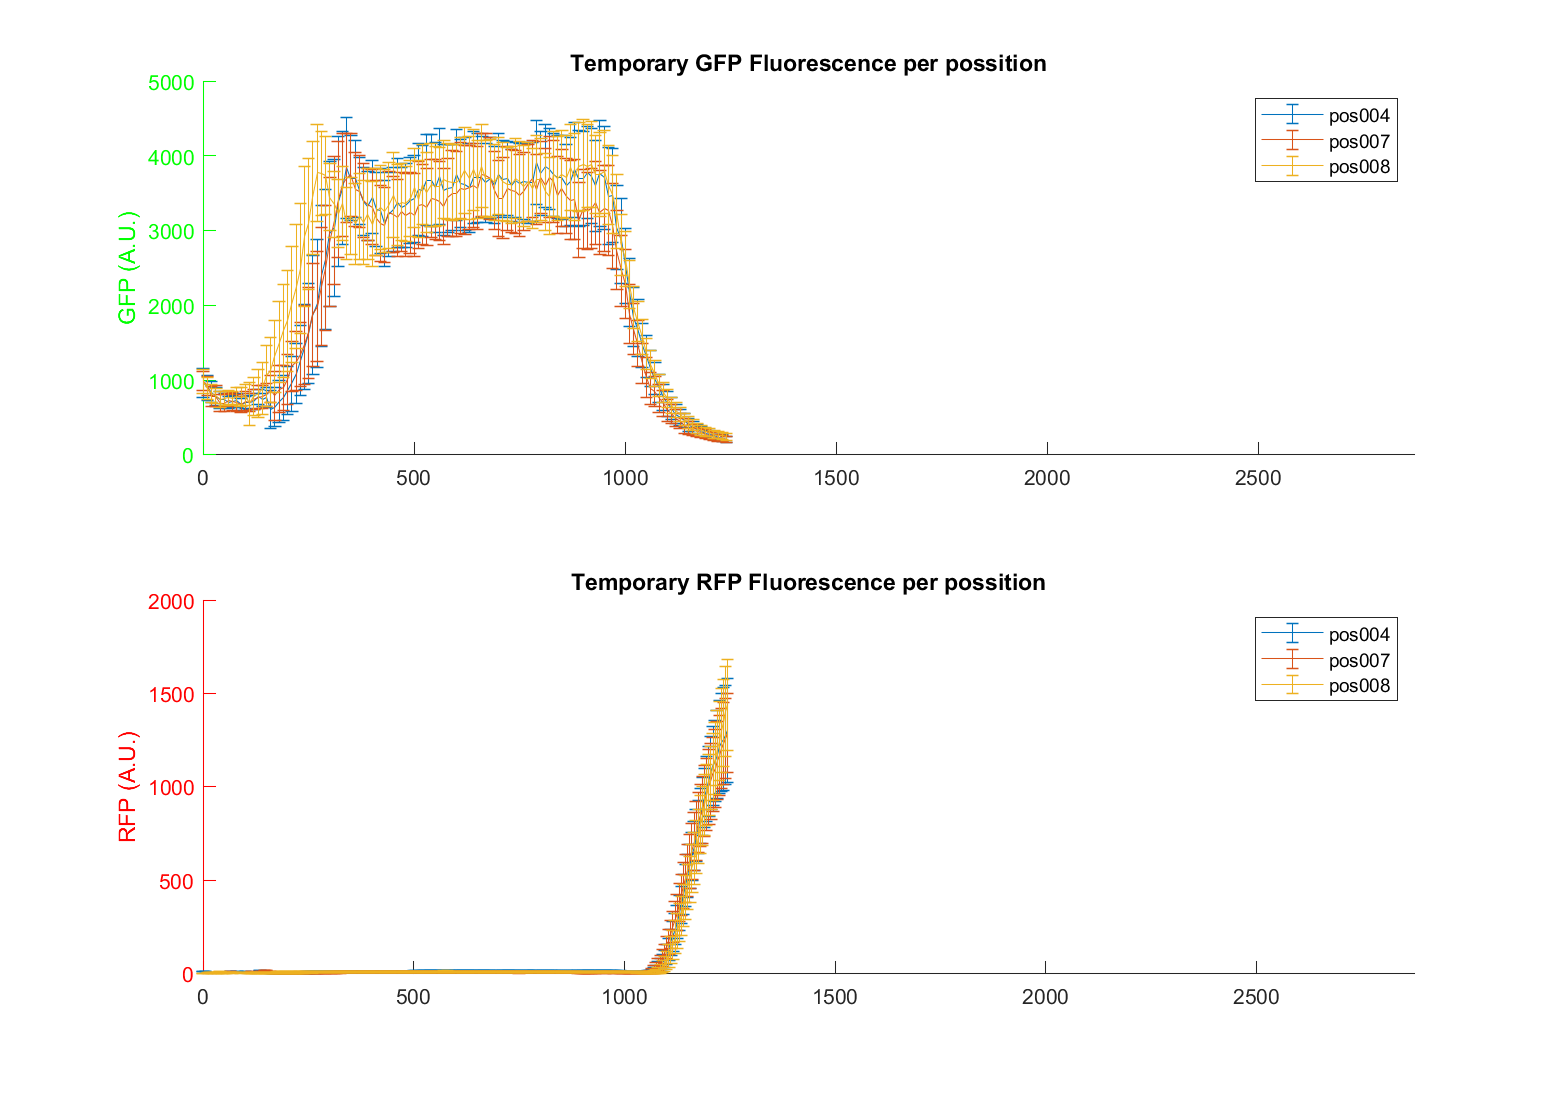 Temporary GFP Fluorescence per possition
5000
4000
3000
2000
1000
0
GFP (A.U.)
pos004
pos007
pos008
0 500 1000 1500 2000 2500
Temporary RFP Fluorescence per possition
2000
1500
1000
500
0
RFP (A.U.)
pos004
pos007
pos008
0 500 1000 1500 2000 2500